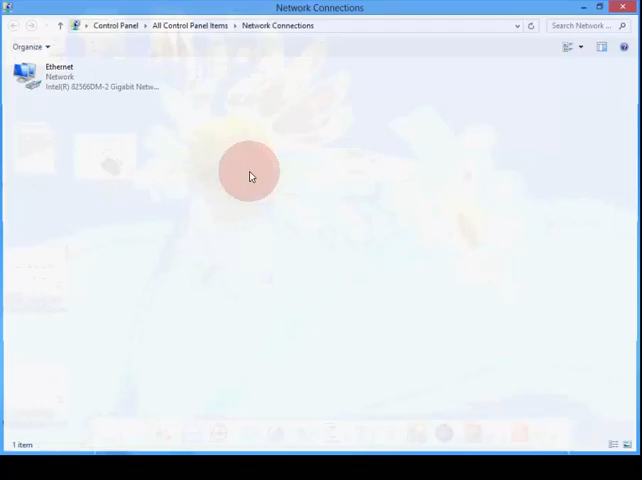 Network Connections
Control Panel
All Control Panel Items
Network Connections
Search Network ...
Organize
Ethernet
Network
Intel(R) 82566DM-2 Gigabit Netw...
1 item